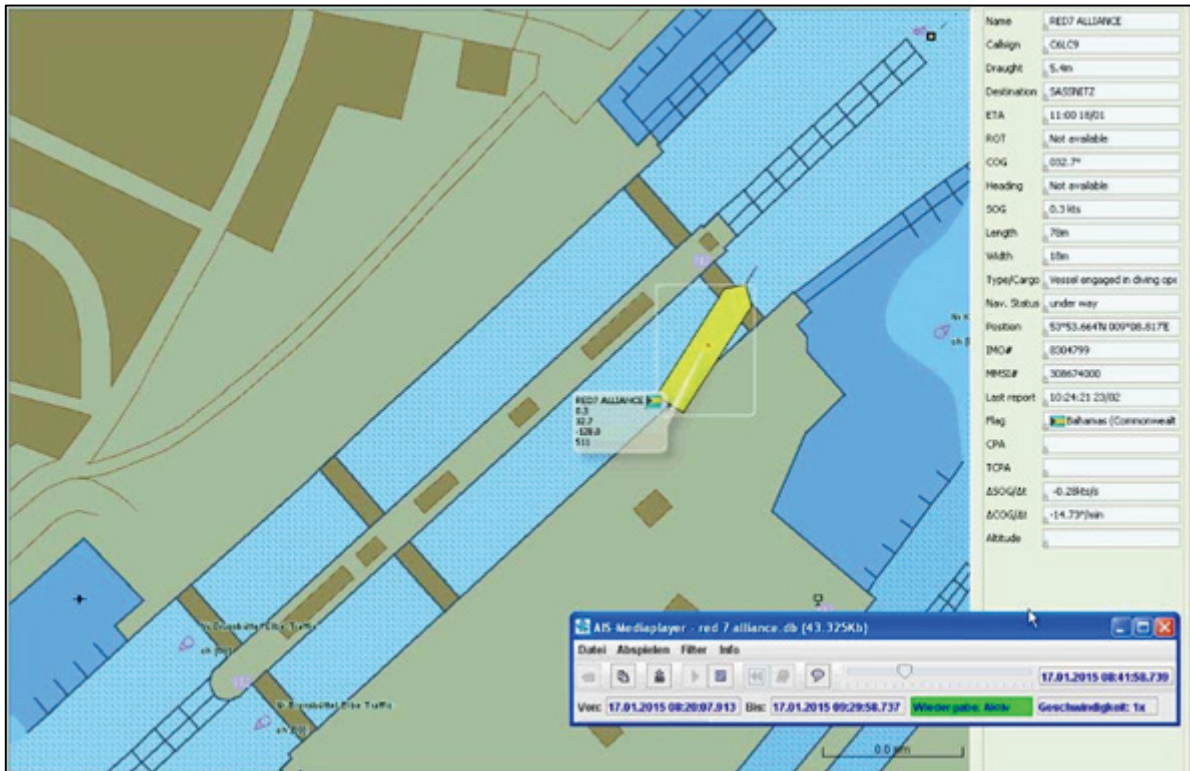 Name RED7 ALLIANCE
Callsign C6LC9
Draught 5.4m
Destination SASSNITZ
ETA 11:00 16/01
ROT Not available
COG 032.7°
Heading Not available
SOG 0.3 kts
Length 78m
Width 18m
Type/Cargo Vessel engaged in diving ope
Nav. Status under way
Position 53°53.664'N 009°08.817'E
IMO# 8304799
MMSI# 308674000
Last report 10:24:21 23/02
Flag Bahamas (Commonwealt
CPA
TCPA
ΔSOG/Δt -0.28kts/s
ΔCOG/Δt -14.73°/min
Altitude
RED7 ALLIANCE
0.3
32.7
-128.0
511
Elbe Traffic
ch
Elbe Traffic
ch
AIS-Mediaplayer - red 7 alliance.db (43.325Kb)
Datei Abspielen Filter Info
17.01.2015 08:41:58.739
Von: 17.01.2015 08:20:07.913 Bis: 17.01.2015 09:29:58.737 Wiedergabe: Aktiv Geschwindigkeit: 1x
0.0